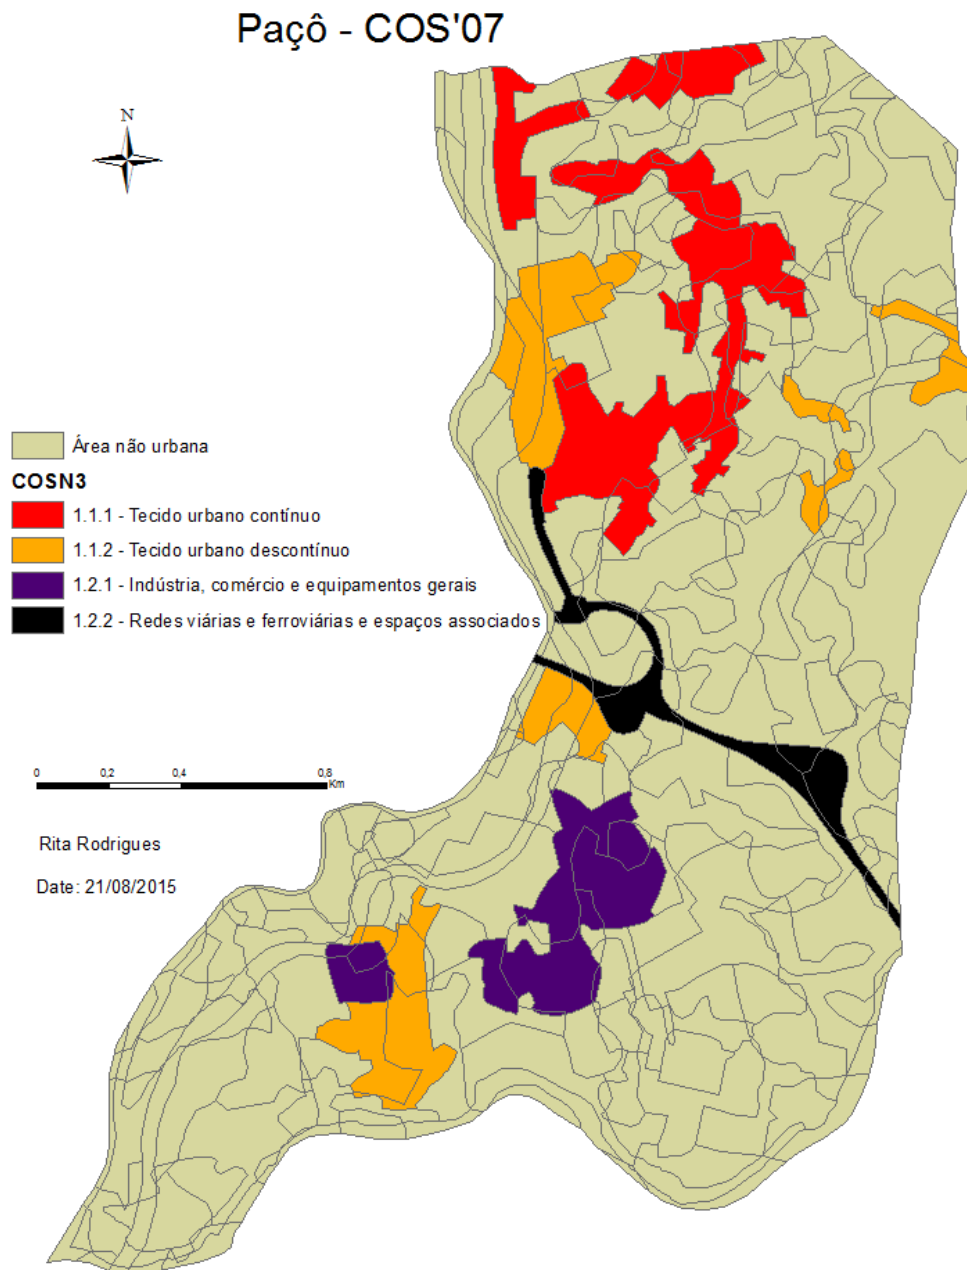 Paçô - COS'07
N
Área não urbana
COSN3
1.1.1 - Tecido urbano contínuo
1.1.2 - Tecido urbano descontínuo
1.2.1 - Indústria, comércio e equipamentos gerais
1.2.2 - Redes viárias e ferroviárias e espaços associados
0 0,2 0,4 0,8
Km
Rita Rodrigues
Date: 21/08/2015